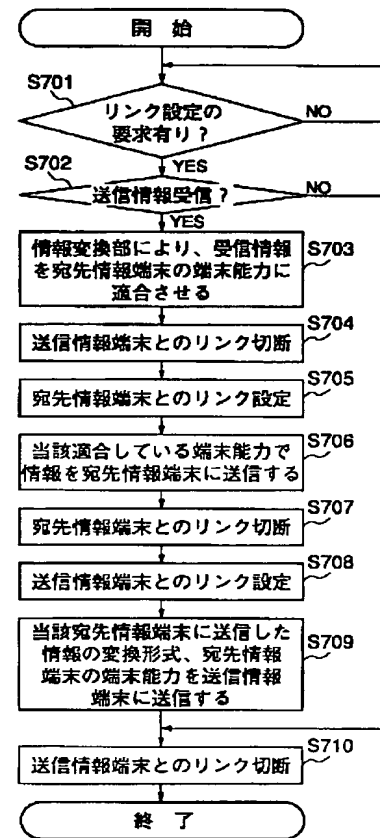 開 始
S701
リンク設定の
要求有り?
NO
YES
S702
送信情報受信?
NO
YES
情報変換部により、受信情報
を宛先情報端末の端末能力に
適合させる
S703
S704
送信情報端末とのリンク切断
S705
宛先情報端末とのリンク設定
S706
当該適合している端末能力で
情報を宛先情報端末に送信する
S707
宛先情報端末とのリンク切断
S708
送信情報端末とのリンク設定
当該宛先情報端末に送信した
情報の変換形式、宛先情報
端末の端末能力を送信情報
端末に送信する
S709
S710
送信情報端末とのリンク切断
終 了